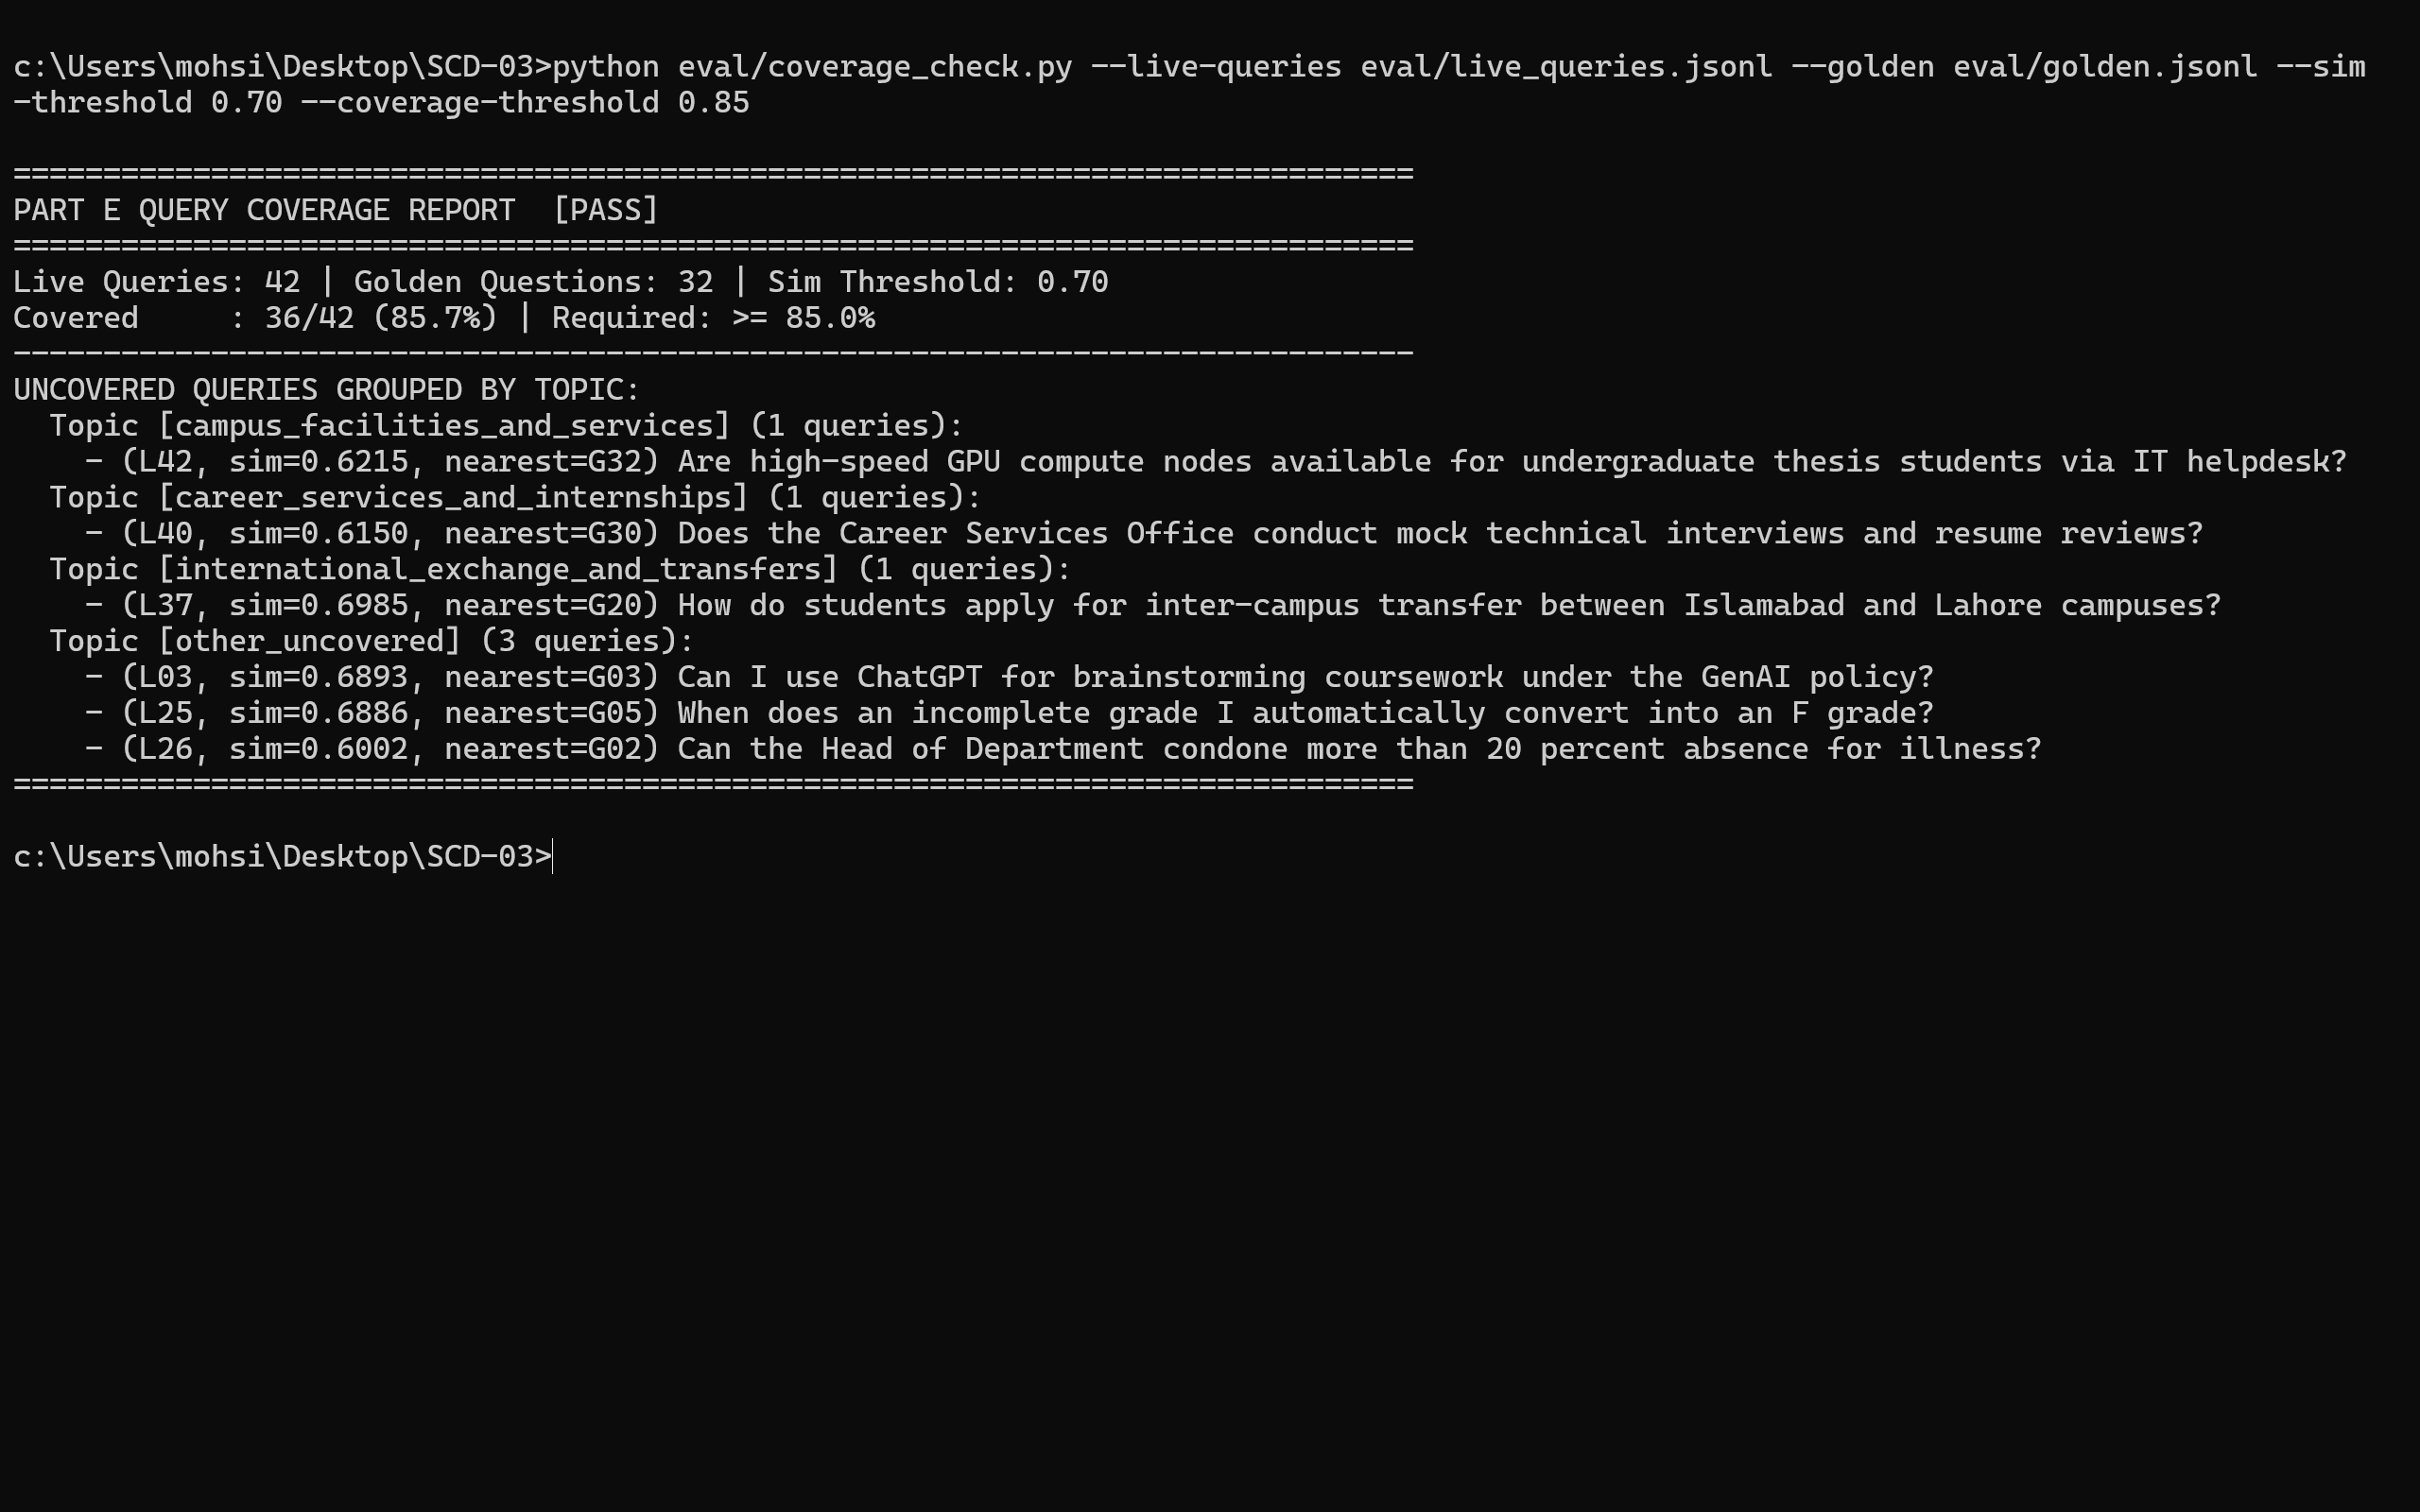 c:\Users\mohsi\Desktop\SCD-03>python eval/coverage_check.py --live-queries eval/live_queries.jsonl --golden eval/golden.jsonl --sim
-threshold 0.70 --coverage-threshold 0.85
==============================================================================
PART E QUERY COVERAGE REPORT  [PASS]
==============================================================================
Live Queries: 42 | Golden Questions: 32 | Sim Threshold: 0.70
Covered     : 36/42 (85.7%) | Required: >= 85.0%
------------------------------------------------------------------------------
UNCOVERED QUERIES GROUPED BY TOPIC:
  Topic [campus_facilities_and_services] (1 queries):
    - (L42, sim=0.6215, nearest=G32) Are high-speed GPU compute nodes available for undergraduate thesis students via IT helpdesk?
  Topic [career_services_and_internships] (1 queries):
    - (L40, sim=0.6150, nearest=G30) Does the Career Services Office conduct mock technical interviews and resume reviews?
  Topic [international_exchange_and_transfers] (1 queries):
    - (L37, sim=0.6985, nearest=G20) How do students apply for inter-campus transfer between Islamabad and Lahore campuses?
  Topic [other_uncovered] (3 queries):
    - (L03, sim=0.6893, nearest=G03) Can I use ChatGPT for brainstorming coursework under the GenAI policy?
    - (L25, sim=0.6886, nearest=G05) When does an incomplete grade I automatically convert into an F grade?
    - (L26, sim=0.6002, nearest=G02) Can the Head of Department condone more than 20 percent absence for illness?
==============================================================================
c:\Users\mohsi\Desktop\SCD-03>